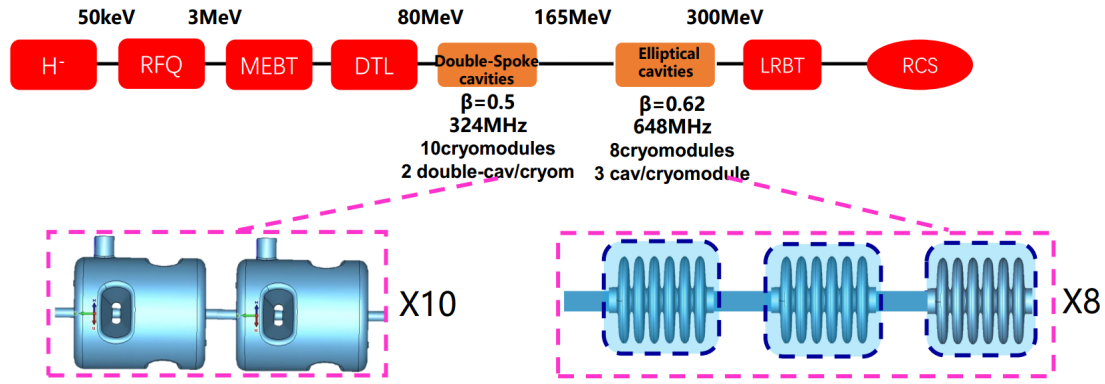 50keV 3MeV 80MeV 165MeV 300MeV
H⁻ RFQ MEBT DTL Double-Spoke cavities Elliptical cavities LRBT RCS
β=0.5
324MHz
10cryomodules
2 double-cav/cryom
β=0.62
648MHz
8cryomodules
3 cav/cryomodule
X10
X8